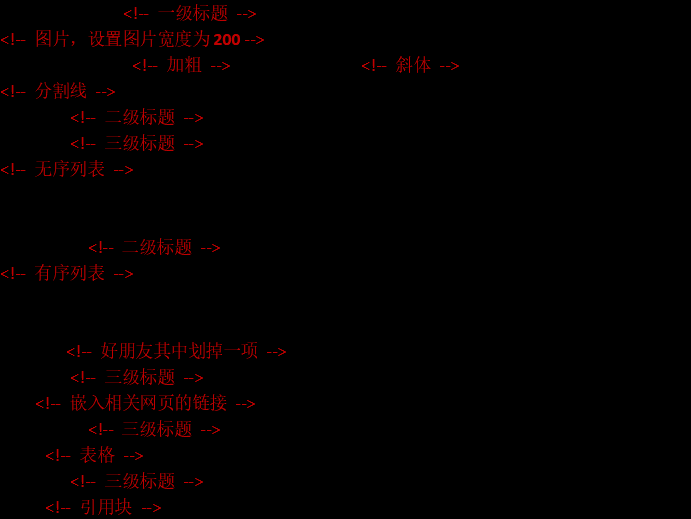 <!-- 一级标题 -->
<!-- 图片，设置图片宽度为200 -->
<!-- 加粗 --> <!-- 斜体 -->
<!-- 分割线 -->
<!-- 二级标题 -->
<!-- 三级标题 -->
<!-- 无序列表 -->
<!-- 二级标题 -->
<!-- 有序列表 -->
<!-- 好朋友其中划掉一项 -->
<!-- 三级标题 -->
<!-- 嵌入相关网页的链接 -->
<!-- 三级标题 -->
<!-- 表格 -->
<!-- 三级标题 -->
<!-- 引用块 -->